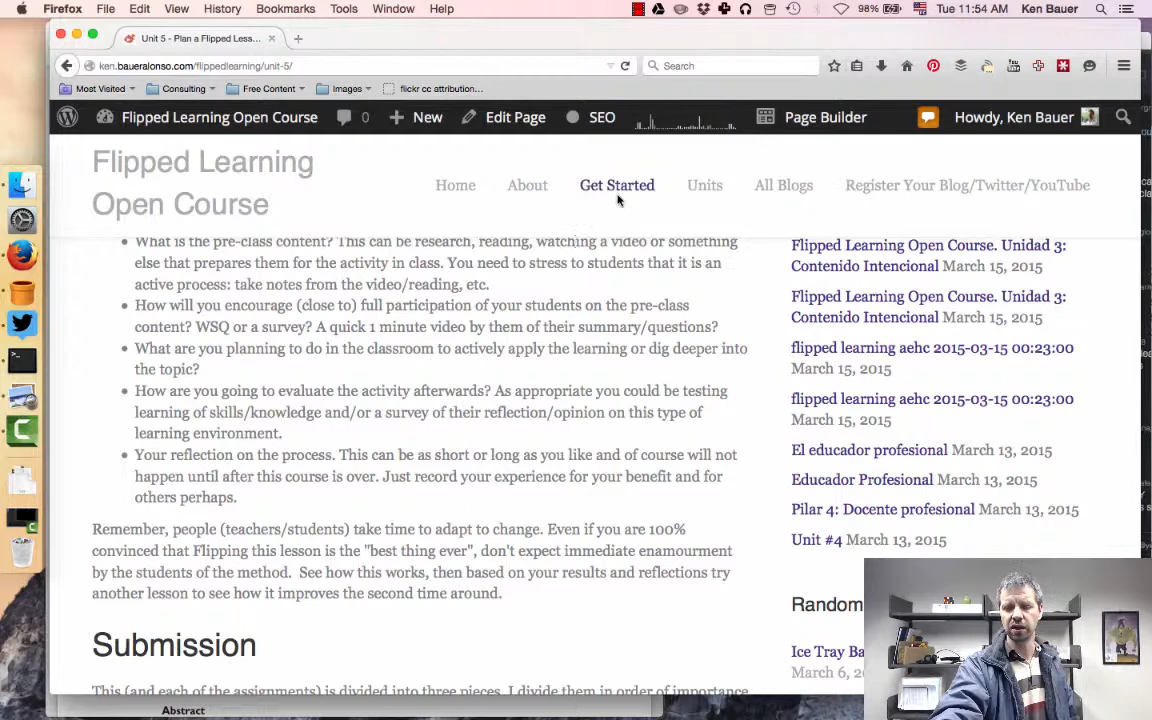 Firefox File Edit View History Bookmarks Tools Window Help 98% Tue 11:54 AM Ken Bauer
Unit 5 - Plan a Flipped Less...
ken.baueralonso.com/flippedlearning/unit-5/
Search
Most Visited Consulting Free Content Images flickr cc attribution...
Flipped Learning Open Course 0 New Edit Page SEO Page Builder Howdy, Ken Bauer
Flipped Learning
Open Course
Home About Get Started Units All Blogs Register Your Blog/Twitter/YouTube
What is the pre-class content? This can be research, reading, watching a video or something
else that prepares them for the activity in class. You need to stress to students that it is an
active process: take notes from the video/reading, etc.
How will you encourage (close to) full participation of your students on the pre-class
content? WSQ or a survey? A quick 1 minute video by them of their summary/questions?
What are you planning to do in the classroom to actively apply the learning or dig deeper into
the topic?
How are you going to evaluate the activity afterwards? As appropriate you could be testing
learning of skills/knowledge and/or a survey of their reflection/opinion on this type of
learning environment.
Your reflection on the process. This can be as short or long as you like and of course will not
happen until after this course is over. Just record your experience for your benefit and for
others perhaps.
Remember, people (teachers/students) take time to adapt to change. Even if you are 100%
convinced that Flipping this lesson is the "best thing ever", don't expect immediate enamourment
by the students of the method. See how this works, then based on your results and reflections try
another lesson to see how it improves the second time around.
Submission
This (and each of the assignments) is divided into three pieces. I divide them in order of importance
Abstract
Flipped Learning Open Course. Unidad 3:
Contenido Intencional March 15, 2015
Flipped Learning Open Course. Unidad 3:
Contenido Intencional March 15, 2015
flipped learning aehc 2015-03-15 00:23:00
March 15, 2015
flipped learning aehc 2015-03-15 00:23:00
March 15, 2015
El educador profesional March 13, 2015
Educador Profesional March 13, 2015
Pilar 4: Docente profesional March 13, 2015
Unit #4 March 13, 2015
Random
Ice Tray Ba
March 6, 2